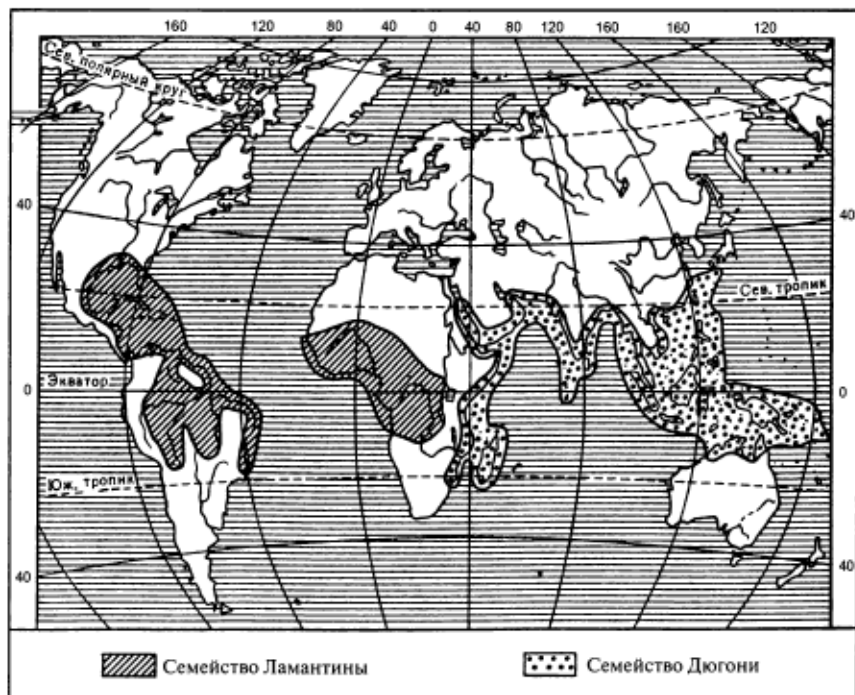 160 120 80 0 40 80 120 160 160 120
Сев. полярный круг
40 40
Сев. тропик
Экватор
0 0
Юж. тропик
40 40
Семейство Ламантины
Семейство Дюгони